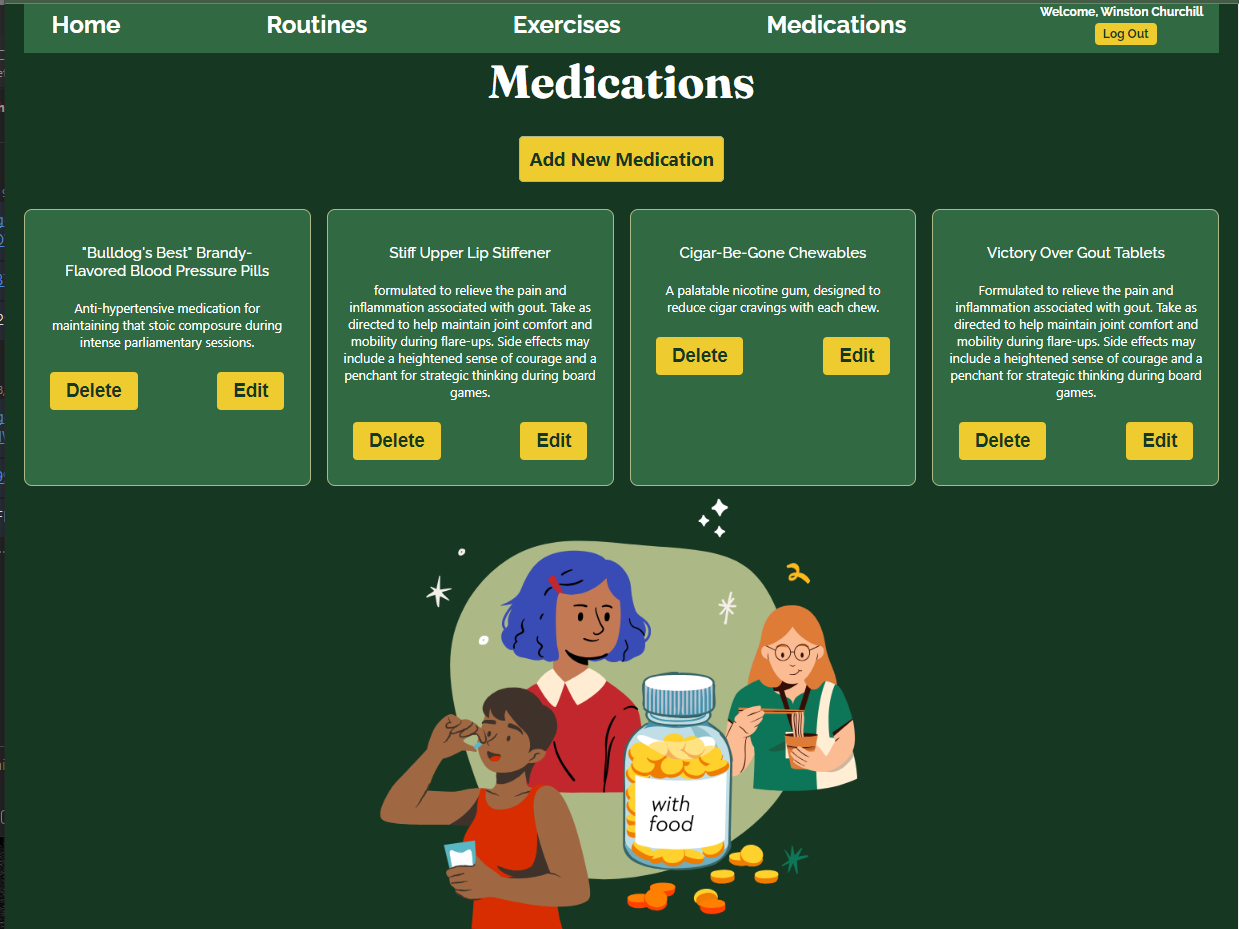 Home
Routines
Exercises
Medications
Welcome, Winston Churchill
Log Out
Medications
Add New Medication
"Bulldog's Best" Brandy-
Flavored Blood Pressure Pills
Anti-hypertensive medication for
maintaining that stoic composure during
intense parliamentary sessions.
Delete
Edit
Stiff Upper Lip Stiffener
formulated to relieve the pain and
inflammation associated with gout. Take as
directed to help maintain joint comfort and
mobility during flare-ups. Side effects may
include a heightened sense of courage and a
penchant for strategic thinking during board
games.
Delete
Edit
Cigar-Be-Gone Chewables
A palatable nicotine gum, designed to
reduce cigar cravings with each chew.
Delete
Edit
Victory Over Gout Tablets
Formulated to relieve the pain and
inflammation associated with gout. Take as
directed to help maintain joint comfort and
mobility during flare-ups. Side effects may
include a heightened sense of courage and a
penchant for strategic thinking during board
games.
Delete
Edit
with
food